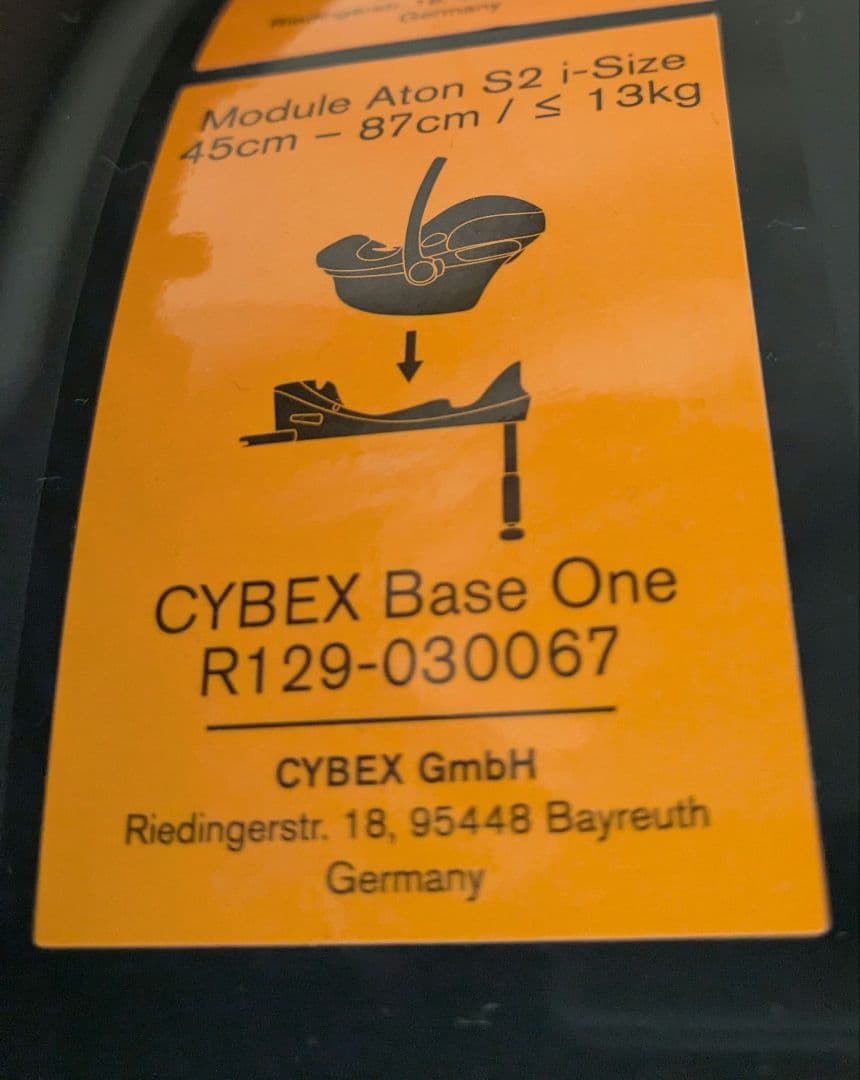 Germany
Module Aton S2 i-Size
45cm – 87cm / ≤ 13kg
CYBEX Base One
R129-030067
CYBEX GmbH
Riedingerstr. 18, 95448 Bayreuth
Germany